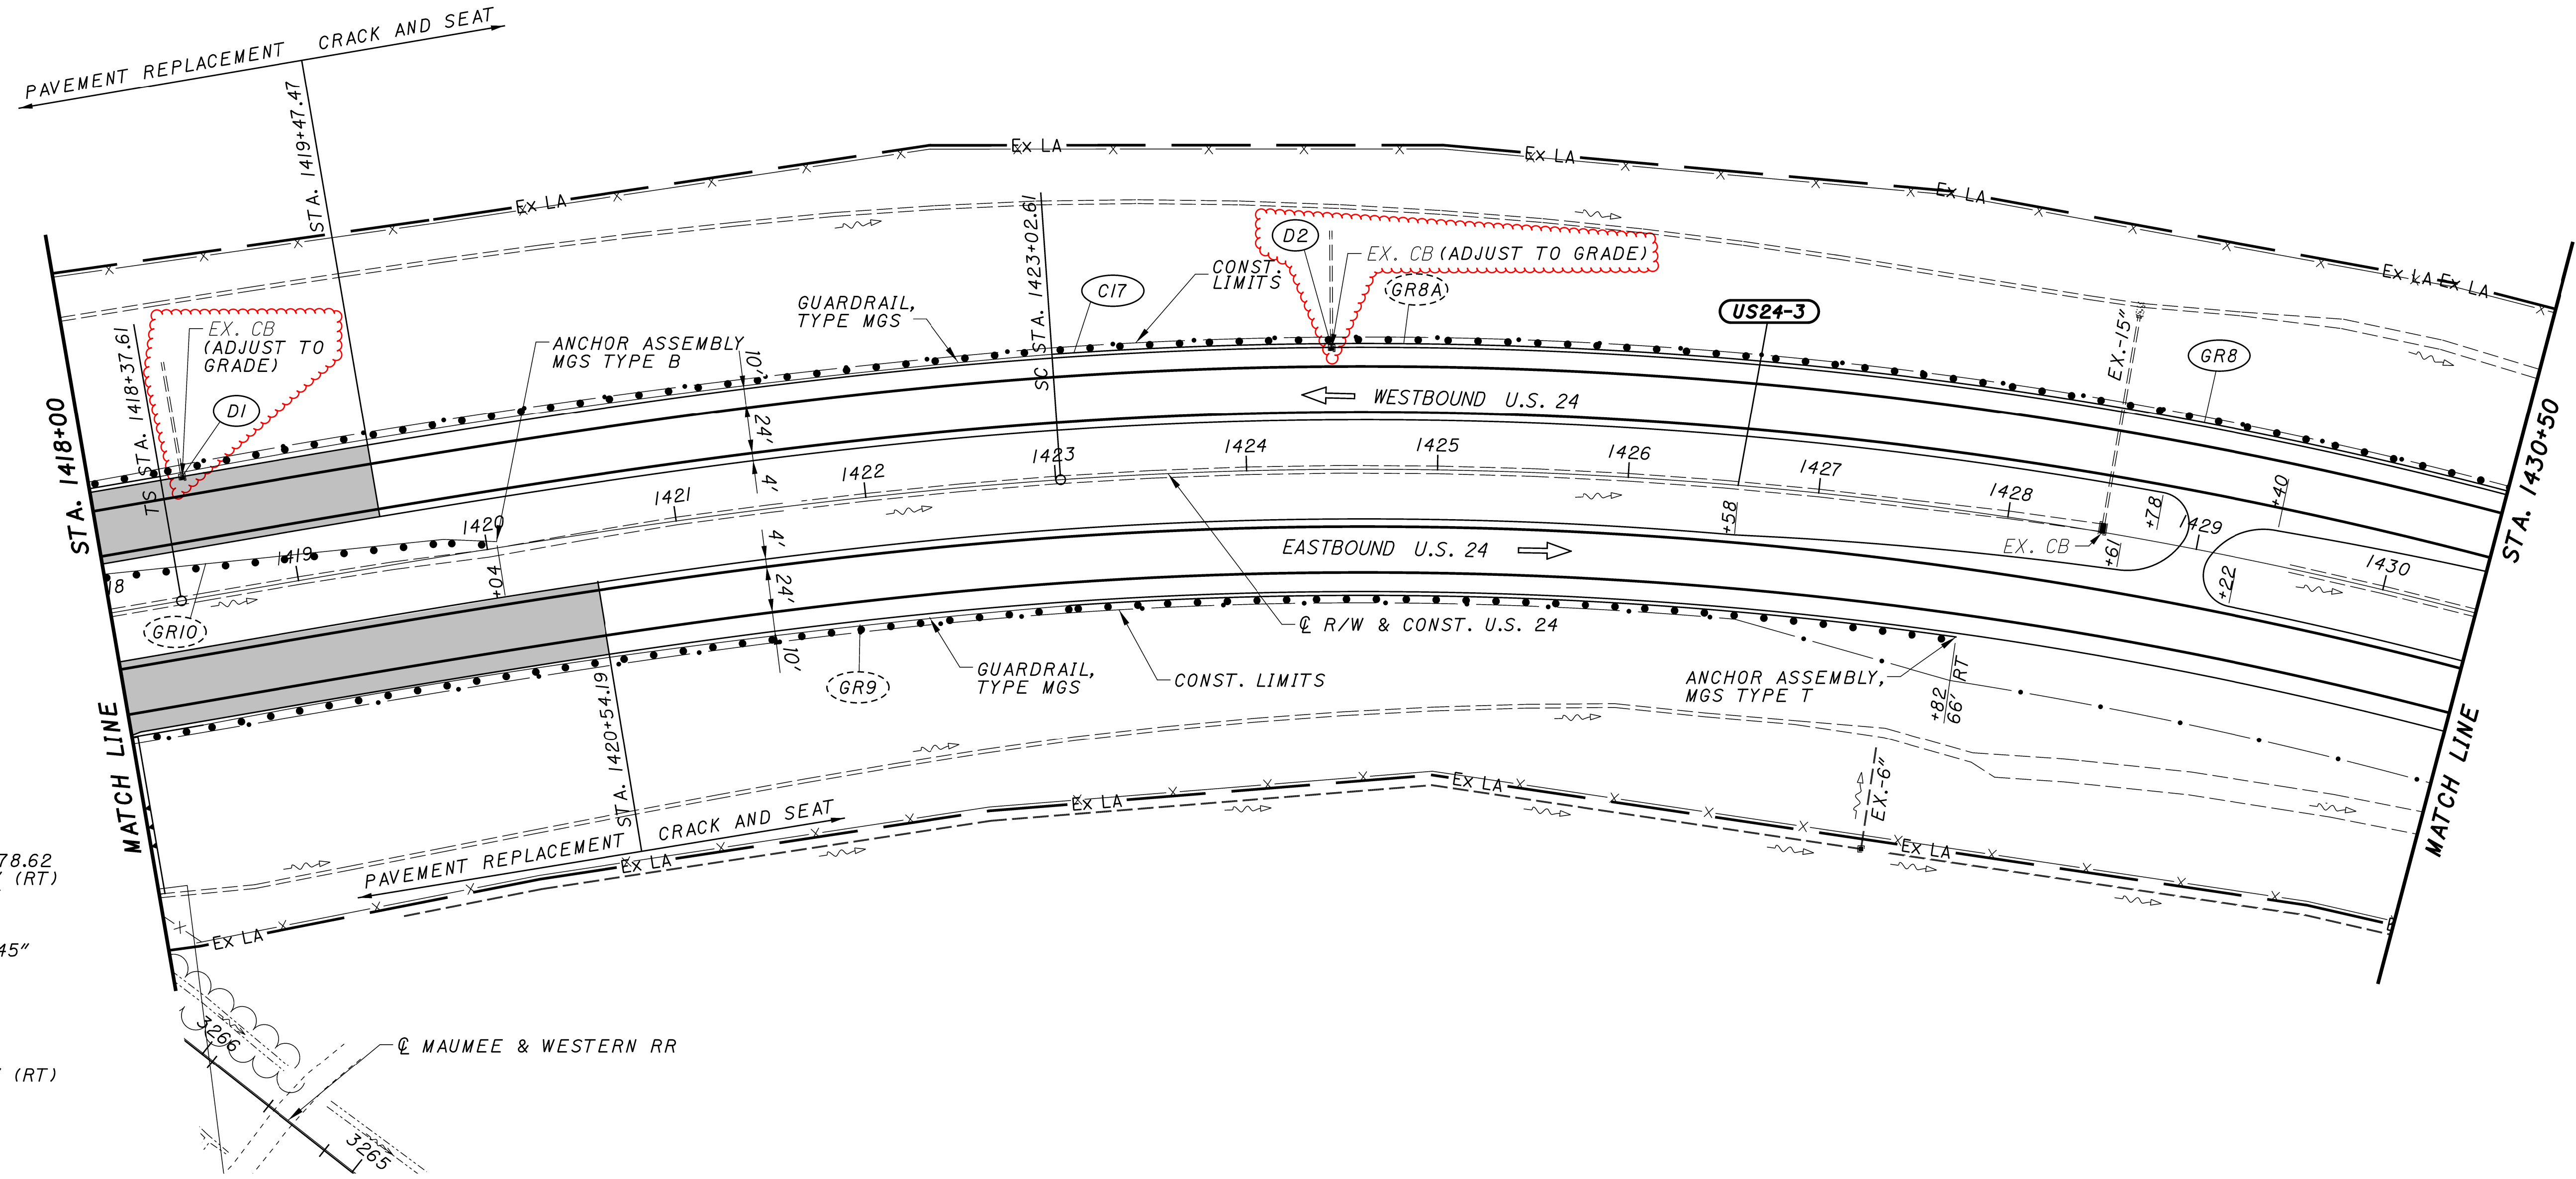 PAVEMENT REPLACEMENT CRACK AND SEAT
STA. 1419+47.47
Ex LA
Ex LA
Ex LA
Ex LA
Ex LA
Ex LA
STA. 1418+00
MATCH LINE
TS STA. 1418+37.61
EX. CB
(ADJUST TO
GRADE)
D1
ANCHOR ASSEMBLY
MGS TYPE B
GUARDRAIL,
TYPE MGS
10'
24'
4'
4'
24'
10'
SC STA. 1423+02.61
C17
CONST.
LIMITS
D2
EX. CB (ADJUST TO GRADE)
GR8A
US24-3
EX.-15"
GR8
WESTBOUND U.S. 24
18
1419
1420
1421
1422
1423
1424
1425
1426
1427
1428
1429
1430
+04
+58
+61
+78
+22
+40
EX. CB
EASTBOUND U.S. 24
GR10
GR9
GUARDRAIL,
TYPE MGS
CONST. LIMITS
℄ R/W & CONST. U.S. 24
ANCHOR ASSEMBLY,
MGS TYPE T
+82
66' RT
STA. 1430+50
MATCH LINE
STA. 1420+54.19
PAVEMENT REPLACEMENT CRACK AND SEAT
EX.-6"
Ex LA
Ex LA
Ex LA
Ex LA
Ex LA
78.62
(RT)
45"
(RT)
3266
3265
℄ MAUMEE & WESTERN RR